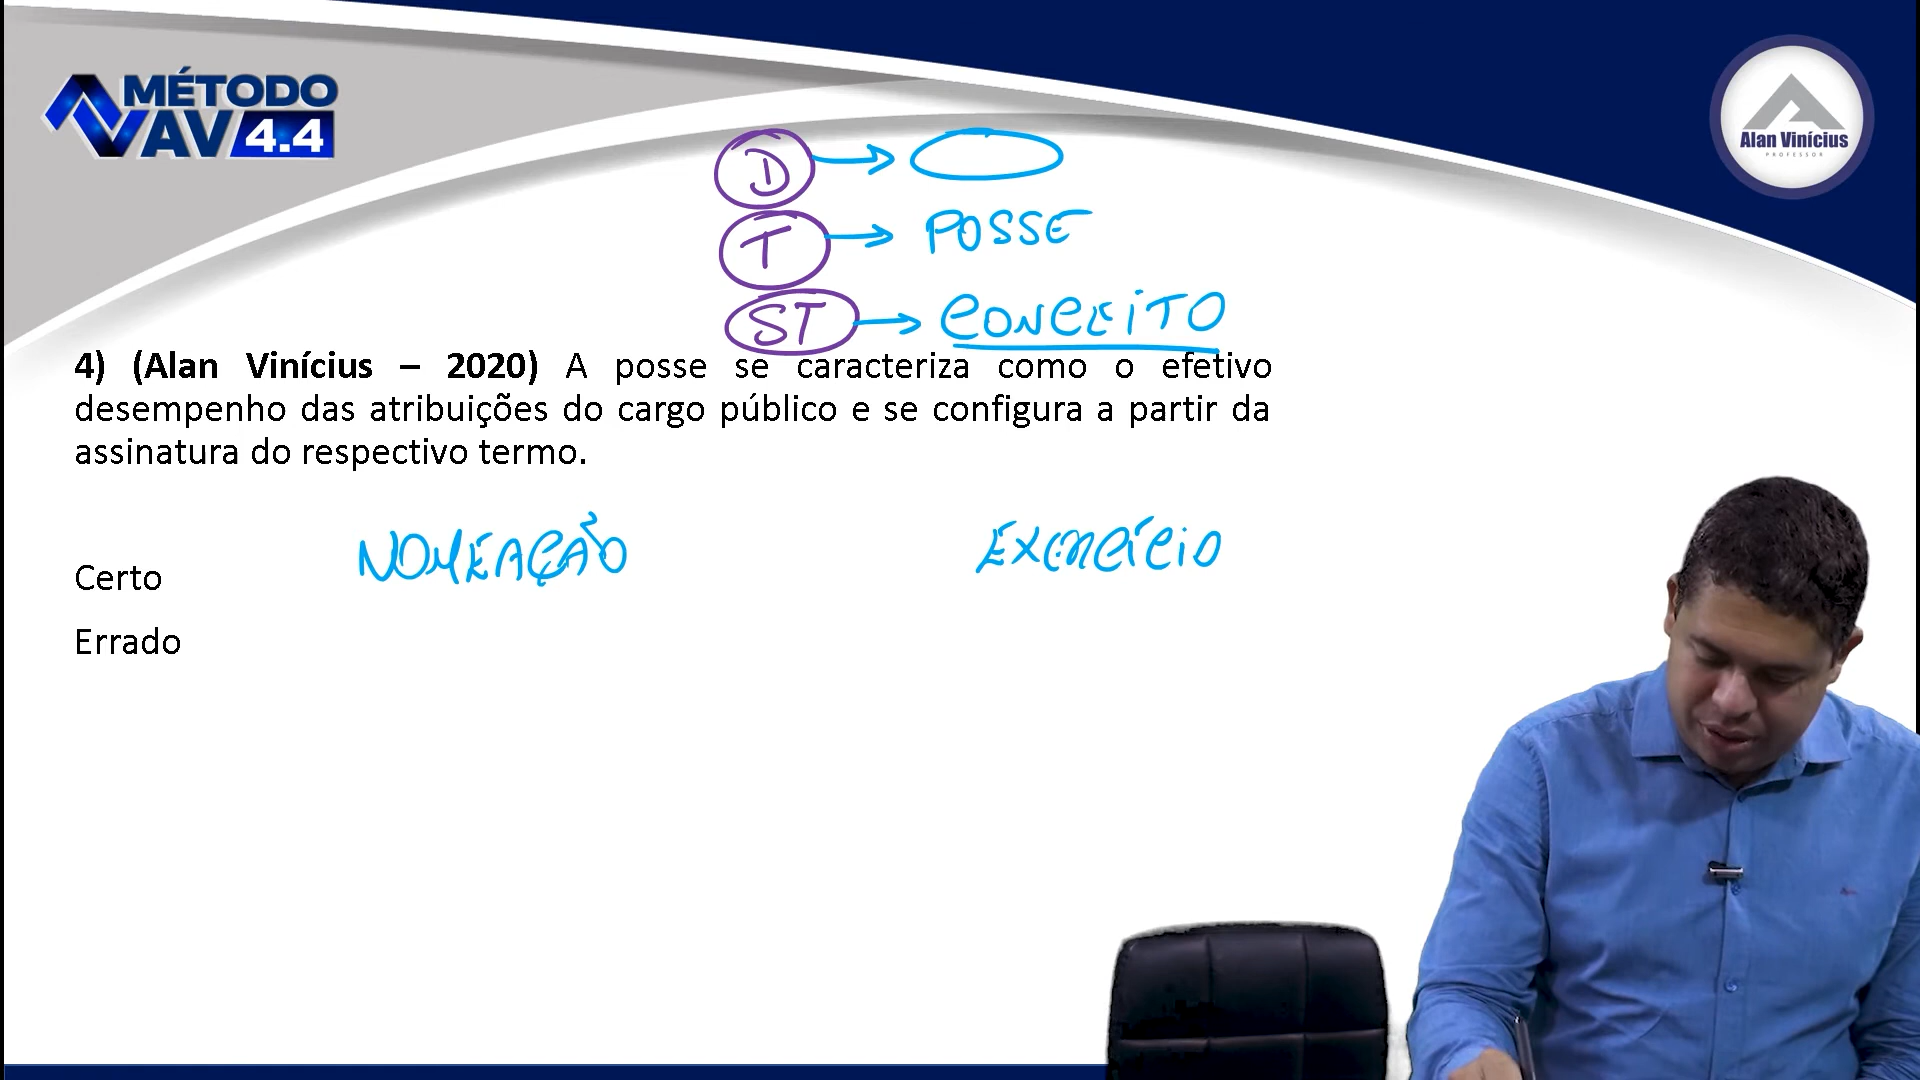 MÉTODO
AV 4.4
Alan Vinícius
PROFESSOR
D
T → POSSE
ST → CONCEITO
4) (Alan Vinícius – 2020) A posse se caracteriza como o efetivo
desempenho das atribuições do cargo público e se configura a partir da
assinatura do respectivo termo.
NOMEAÇÃO
EXERCÍCIO
Certo
Errado